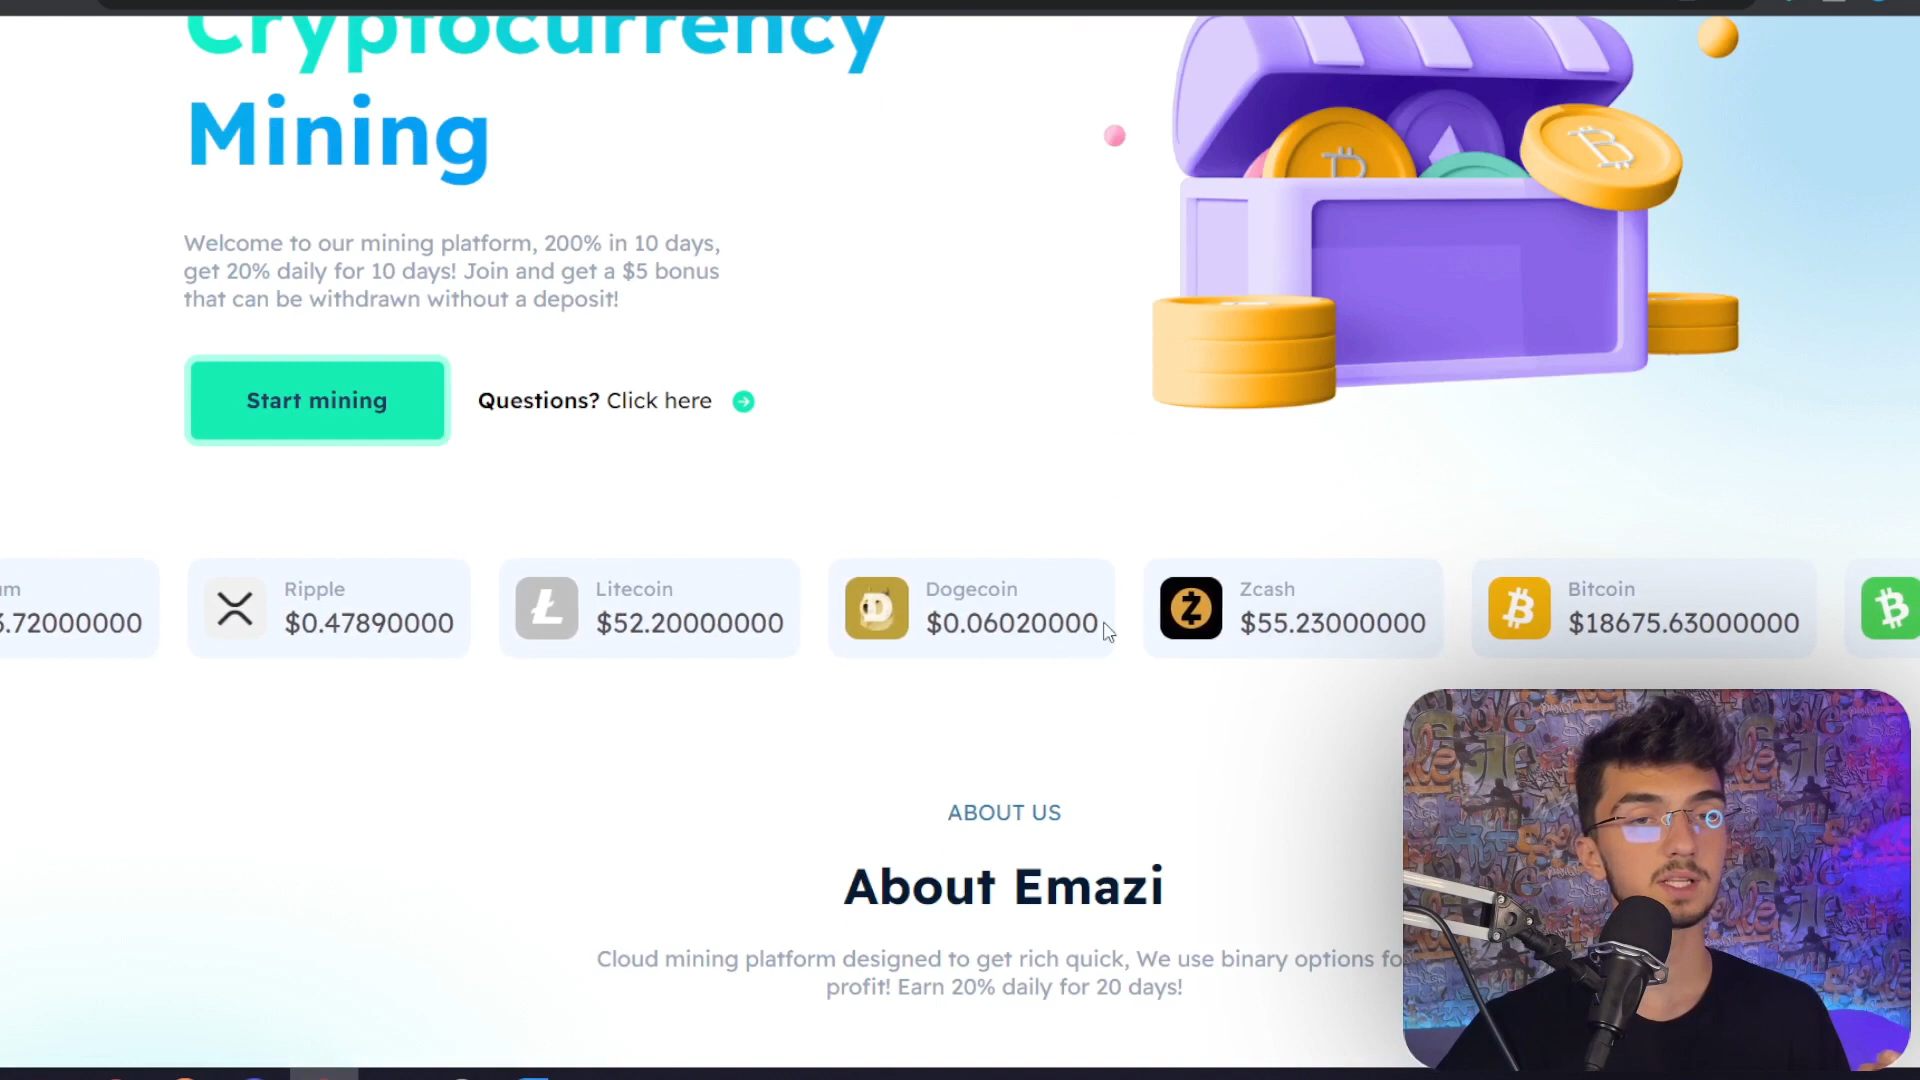 Cryptocurrency
Mining
Welcome to our mining platform, 200% in 10 days,
get 20% daily for 10 days! Join and get a $5 bonus
that can be withdrawn without a deposit!
Start mining
Questions? Click here
Ripple
Litecoin
Dogecoin
Zcash
Bitcoin
3.72000000
$0.47890000
$52.20000000
$0.06020000
$55.23000000
$18675.63000000
ABOUT US
About Emazi
Cloud mining platform designed to get rich quick, We use binary options
profit! Earn 20% daily for 20 days!